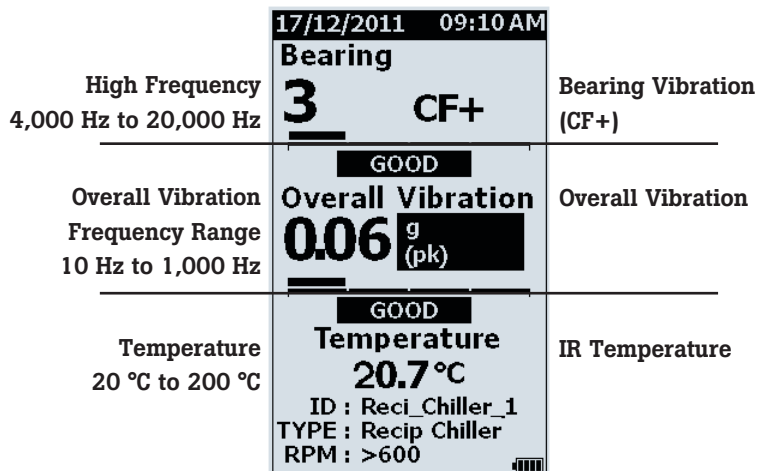 17/12/2011 09:10 AM
Bearing
High Frequency
4,000 Hz to 20,000 Hz
3 CF+
Bearing Vibration
(CF+)
GOOD
Overall Vibration
Frequency Range
10 Hz to 1,000 Hz
Overall Vibration
0.06 g
(pk)
Overall Vibration
GOOD
Temperature
20 °C to 200 °C
Temperature
20.7 °C
IR Temperature
ID : Reci_Chiller_1
TYPE : Recip Chiller
RPM : >600